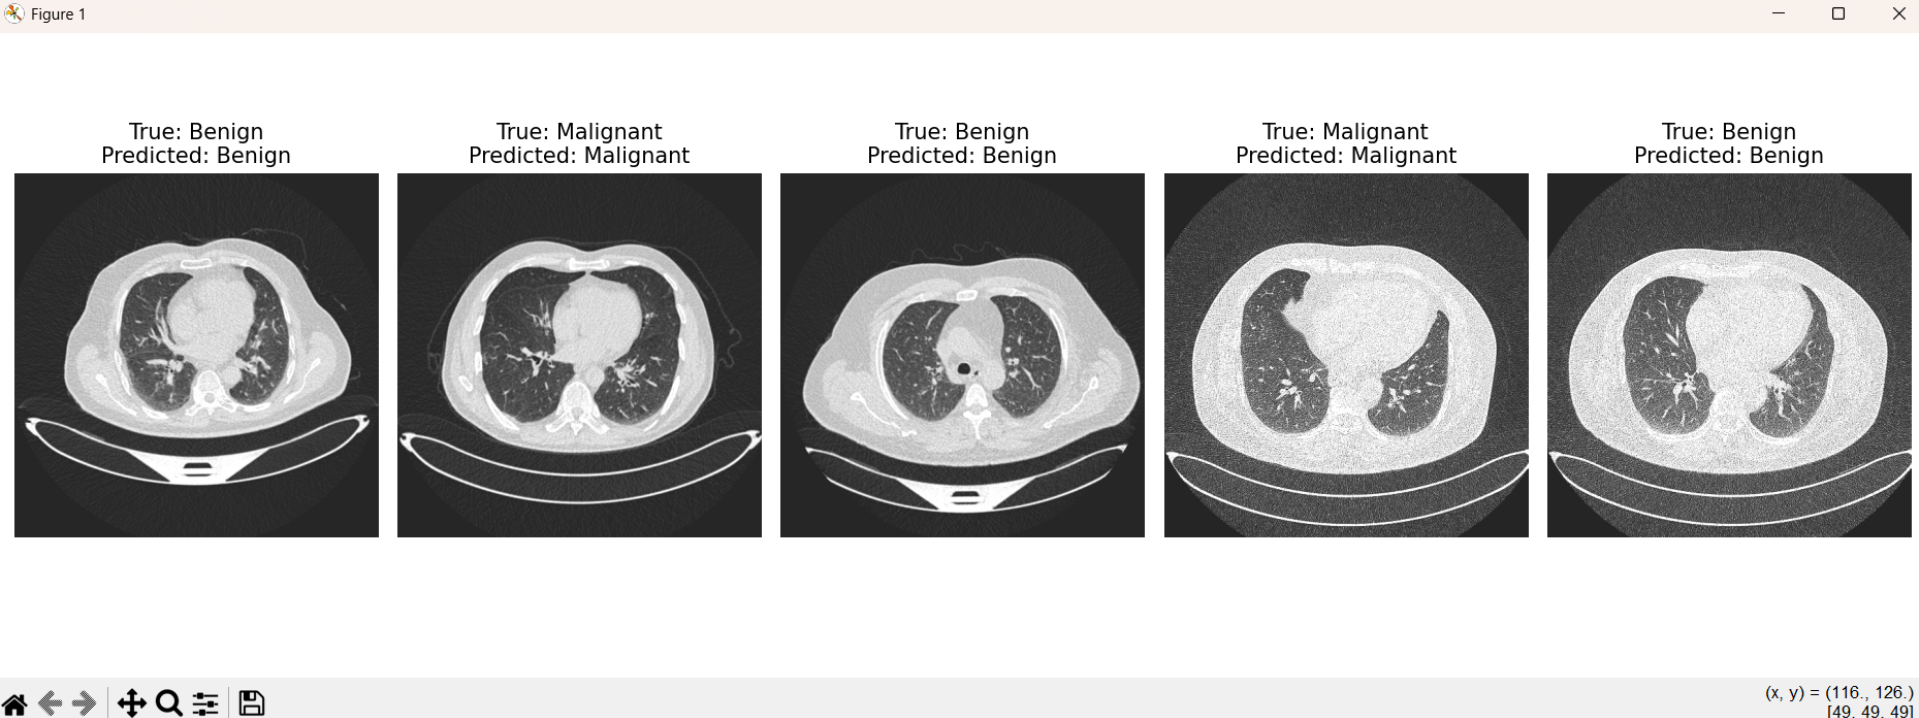 Figure 1
True: Benign
Predicted: Benign
True: Malignant
Predicted: Malignant
True: Benign
Predicted: Benign
True: Malignant
Predicted: Malignant
True: Benign
Predicted: Benign
(x, y) = (116., 126.)
[49, 49, 49]